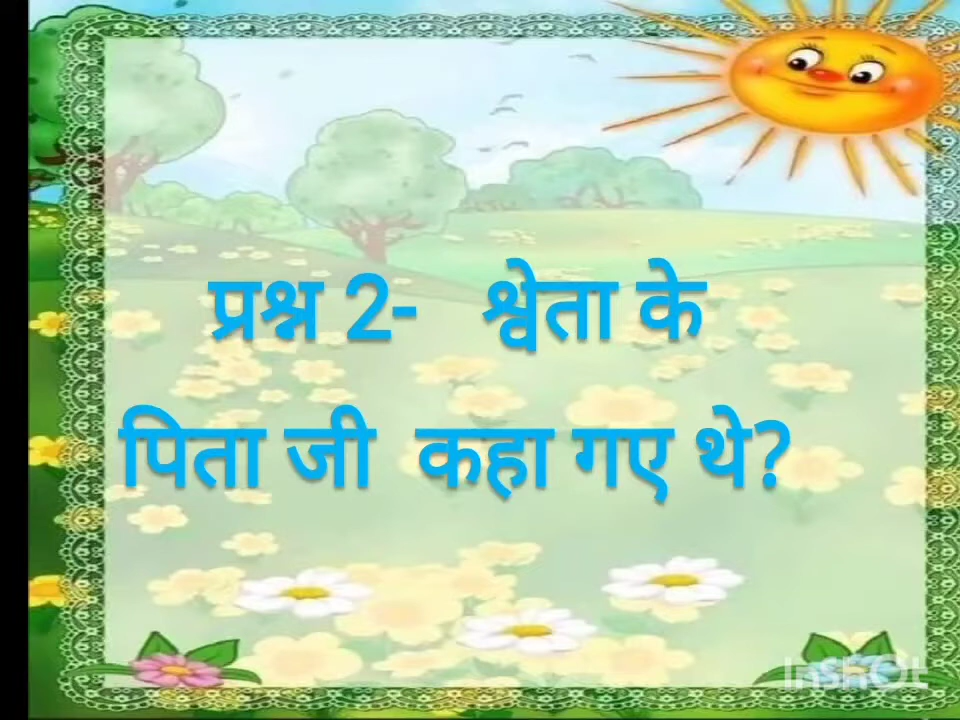 प्रश्न 2- श्वेता के
पिता जी कहा गए थे?
InshOt